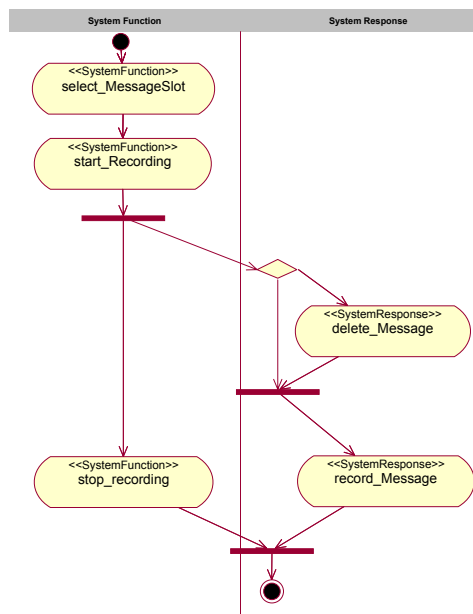 System Function
System Response
<<SystemFunction>>
select_MessageSlot
<<SystemFunction>>
start_Recording
<<SystemResponse>>
delete_Message
<<SystemFunction>>
stop_recording
<<SystemResponse>>
record_Message